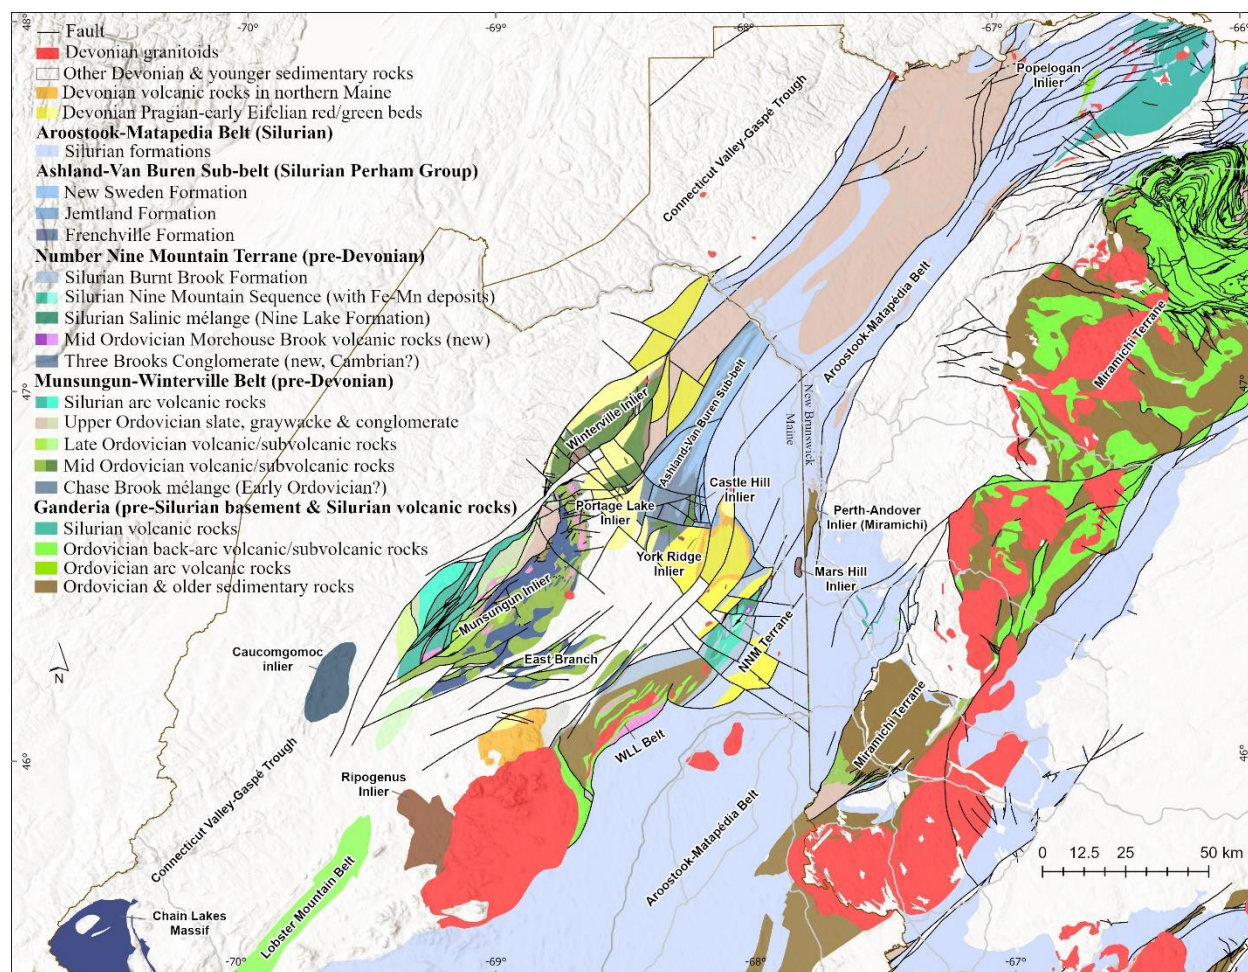 -70°
-69°
-68°
-67°
-66°
48°
48°
Fault
Devonian granitoids
Other Devonian & younger sedimentary rocks
Devonian volcanic rocks in northern Maine
Devonian Pragian-early Eifelian red/green beds
Aroostook-Matapedia Belt (Silurian)
Silurian formations
Ashland-Van Buren Sub-belt (Silurian Perham Group)
New Sweden Formation
Jemtland Formation
Frenchville Formation
Number Nine Mountain Terrane (pre-Devonian)
Silurian Burnt Brook Formation
Silurian Nine Mountain Sequence (with Fe-Mn deposits)
Silurian Salinic mélange (Nine Lake Formation)
Mid Ordovician Morehouse Brook volcanic rocks (new)
Three Brooks Conglomerate (new, Cambrian?)
Munsungun-Winterville Belt (pre-Devonian)
Silurian arc volcanic rocks
Upper Ordovician slate, graywacke & conglomerate
Late Ordovician volcanic/subvolcanic rocks
Mid Ordovician volcanic/subvolcanic rocks
Chase Brook mélange (Early Ordovician?)
Ganderia (pre-Silurian basement & Silurian volcanic rocks)
Silurian volcanic rocks
Ordovician back-arc volcanic/subvolcanic rocks
Ordovician arc volcanic rocks
Ordovician & older sedimentary rocks
Popelogan
Inlier
Connecticut Valley-Gaspé Trough
Aroostook-Matapédia Belt
Miramichi Terrane
47°
47°
New Brunswick
Maine
Winterville Inlier
Ashland-Van Buren Sub-belt
Castle Hill
Inlier
Portage Lake
Inlier
Perth-Andover
Inlier (Miramichi)
York Ridge
Inlier
Mars Hill
Inlier
Munsungun Inlier
NNM Terrane
East Branch
Caucomgomoc
inlier
N
Miramichi Terrane
WLL Belt
46°
46°
Connecticut Valley-Gaspé Trough
Ripogenus
Inlier
Aroostook-Matapédia Belt
0 12.5 25 50 km
Lobster Mountain Belt
Chain Lakes
Massif
-70°
-69°
-68°
-67°